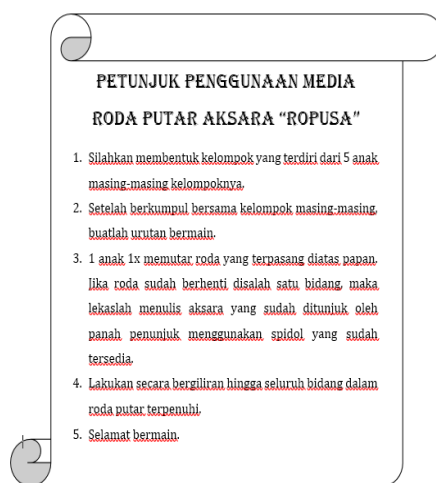 PETUNJUK PENGGUNAAN MEDIA
RODA PUTAR AKSARA “ROPUSA”
1. Silahkan membentuk kelompok yang terdiri dari 5 anak
masing-masing kelompoknya.
2. Setelah berkumpul bersama kelompok masing-masing,
buatlah urutan bermain.
3. 1 anak 1x memutar roda yang terpasang diatas papan.
Jika roda sudah berhenti disalah satu bidang, maka
lekaslah menulis aksara yang sudah ditunjuk oleh
panah penunjuk menggunakan spidol yang sudah
tersedia.
4. Lakukan secara bergiliran hingga seluruh bidang dalam
roda putar terpenuhi.
5. Selamat bermain.